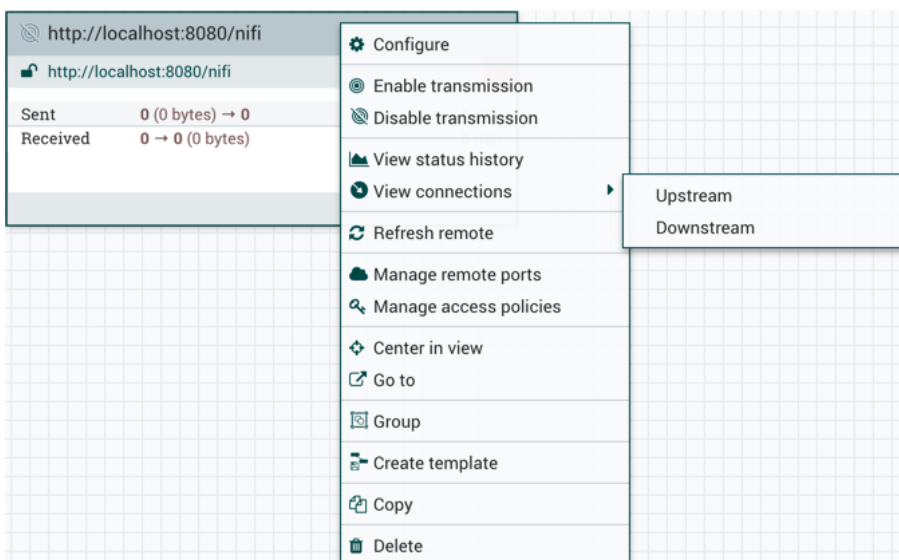 http://localhost:8080/nifi
http://localhost:8080/nifi
Sent 0 (0 bytes) → 0
Received 0 → 0 (0 bytes)
Configure
Enable transmission
Disable transmission
View status history
View connections
Upstream
Downstream
Refresh remote
Manage remote ports
Manage access policies
Center in view
Go to
Group
Create template
Copy
Delete